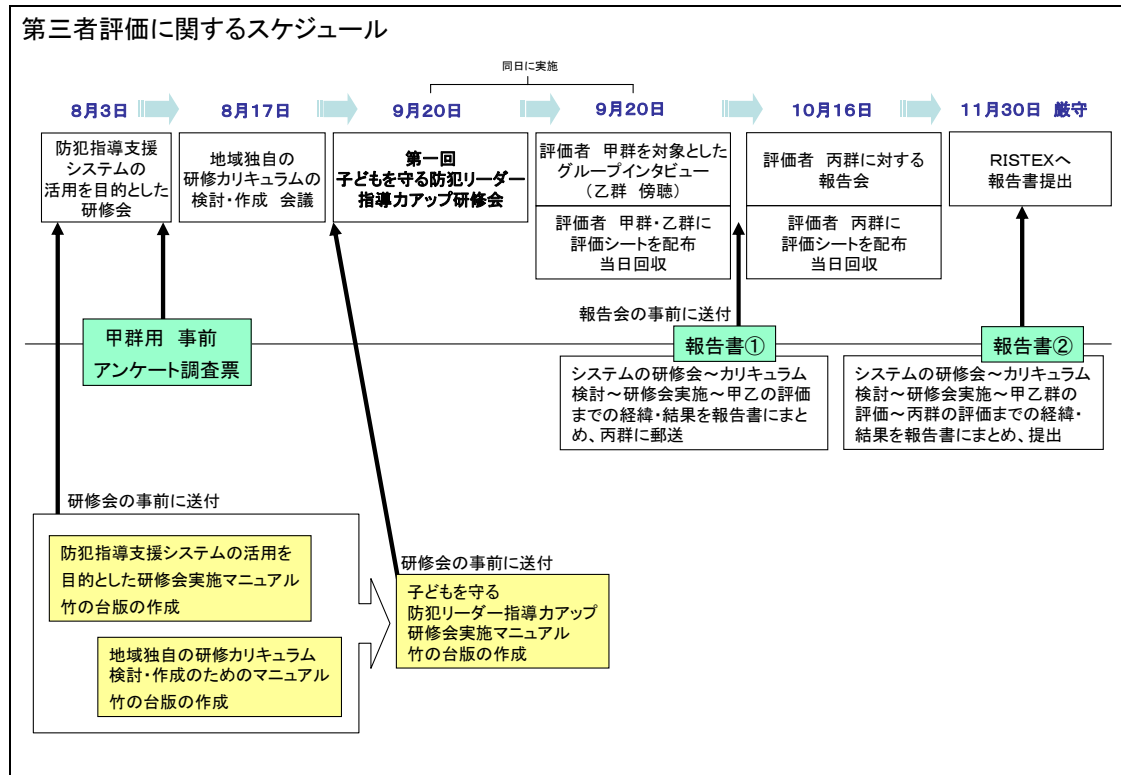 第三者評価に関するスケジュール
同日に実施
8月3日
8月17日
9月20日
9月20日
10月16日
11月30日 厳守
防犯指導支援
システムの
活用を目的とした
研修会
地域独自の
研修カリキュラムの
検討・作成 会議
第一回
子どもを守る防犯リーダー
指導力アップ研修会
評価者 甲群を対象とした
グループインタビュー
(乙群 傍聴)
評価者 甲群・乙群に
評価シートを配布
当日回収
評価者 丙群に対する
報告会
評価者 丙群に
評価シートを配布
当日回収
RISTEXへ
報告書提出
報告会の事前に送付
甲群用 事前
アンケート調査票
報告書①
報告書②
システムの研修会~カリキュラム
検討~研修会実施~甲乙の評価
までの経緯・結果を報告書にまと
め、丙群に郵送
システムの研修会~カリキュラム
検討~研修会実施~甲乙群の
評価~丙群の評価までの経緯・
結果を報告書にまとめ、提出
研修会の事前に送付
防犯指導支援システムの活用を
目的とした研修会実施マニュアル
竹の台版の作成
地域独自の研修カリキュラム
検討・作成のためのマニュアル
竹の台版の作成
研修会の事前に送付
子どもを守る
防犯リーダー指導力アップ
研修会実施マニュアル
竹の台版の作成